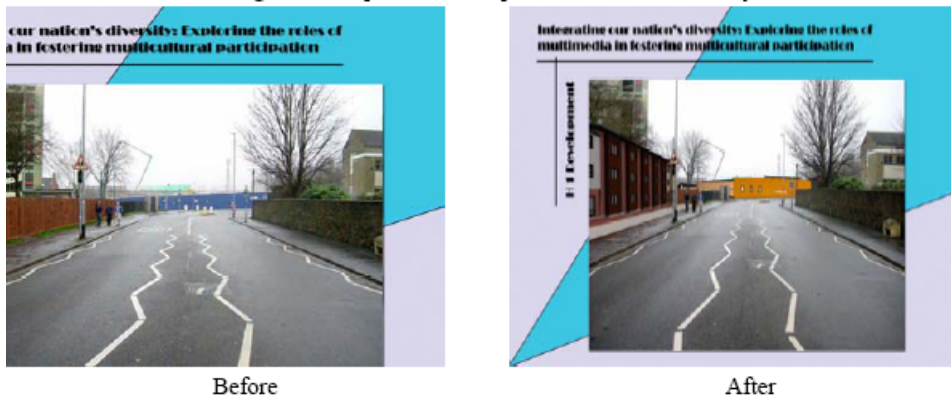 our nation's diversity: Exploring the roles of
a in fostering multicultural participation
Integrating our nation's diversity: Exploring the roles of
multimedia in fostering multicultural participation
Development
Before
After